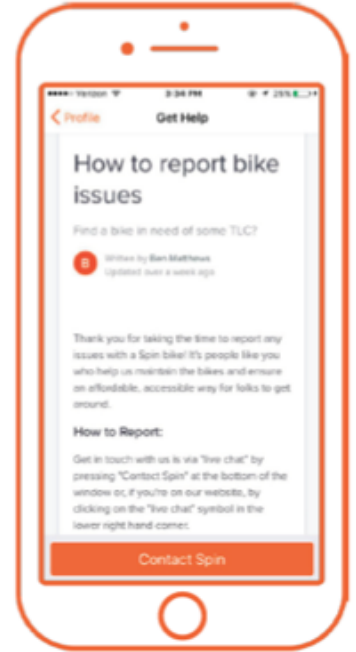 Verizon 3:34 PM 25%
Profile Get Help
How to report bike
issues
Find a bike in need of some TLC?
B
Written by Ben Matthews
Updated over a week ago
Thank you for taking the time to report any
issues with a Spin bike! It's people like you
who help us maintain the bikes and ensure
an affordable, accessible way for folks to get
around.
How to Report:
Get in touch with us is via "live chat" by
pressing "Contact Spin" at the bottom of the
window or, if you're on our website, by
clicking on the "live chat" symbol in the
lower right hand corner.
Contact Spin